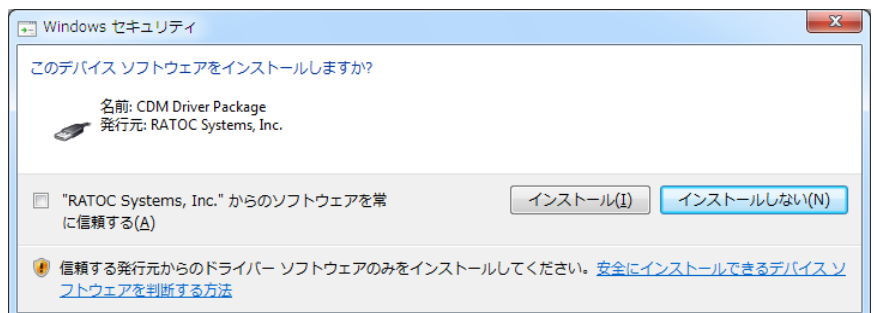 Windows セキュリティ
このデバイス ソフトウェアをインストールしますか?
名前: CDM Driver Package
発行元: RATOC Systems, Inc.
"RATOC Systems, Inc." からのソフトウェアを常
に信頼する(A)
インストール(I)
インストールしない(N)
信頼する発行元からのドライバー ソフトウェアのみをインストールしてください。安全にインストールできるデバイス ソ
フトウェアを判断する方法